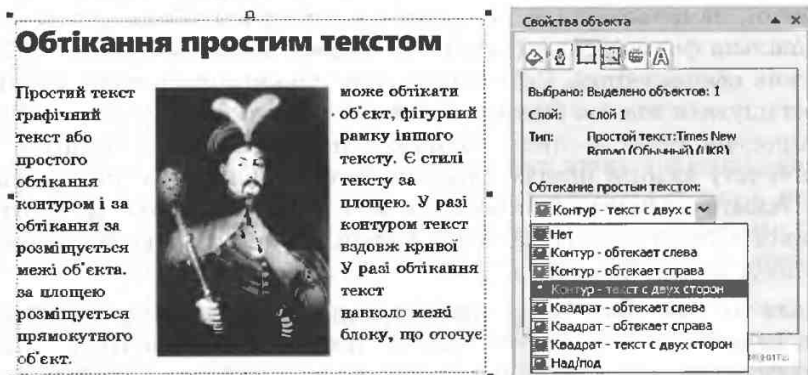 Обтікання простим текстом
Простий текст може обтікати
графічний об'єкт, фігурний
текст або рамку іншого
простого тексту. Є стилі
обтікання тексту за
контуром і за площею. У разі
обтікання за контуром текст
розміщується вздовж кривої
межі об'єкта. У разі обтікання
за площею текст
розміщується навколо межі
прямокутного блоку, що оточує
об'єкт.
Свойства объекта
Выбрано: Выделено объектов: 1
Слой: Слой 1
Тип: Простой текст: Times New
Roman (Обычный) (UKR)
Обтекание простым текстом:
Контур - текст с двух с
Нет
Контур - обтекает слева
Контур - обтекает справа
Контур - текст с двух сторон
Квадрат - обтекает слева
Квадрат - обтекает справа
Квадрат - текст с двух сторон
Над/под